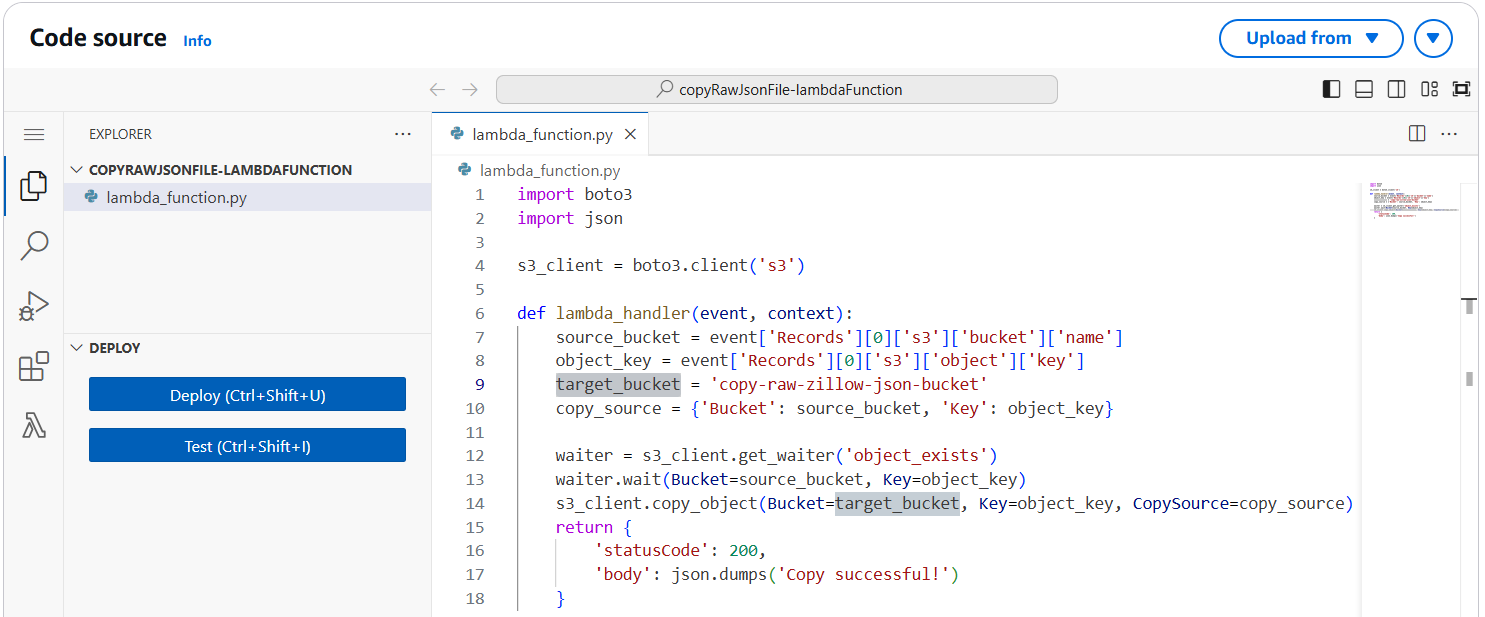 Code source Info
Upload from
copyRawJsonFile-lambdaFunction
EXPLORER
COPYRAWJSONFILE-LAMBDAFUNCTION
lambda_function.py
DEPLOY
Deploy (Ctrl+Shift+U)
Test (Ctrl+Shift+I)
lambda_function.py
lambda_function.py
1 import boto3
2 import json
3
4 s3_client = boto3.client('s3')
5
6 def lambda_handler(event, context):
7     source_bucket = event['Records'][0]['s3']['bucket']['name']
8     object_key = event['Records'][0]['s3']['object']['key']
9     target_bucket = 'copy-raw-zillow-json-bucket'
10     copy_source = {'Bucket': source_bucket, 'Key': object_key}
11
12     waiter = s3_client.get_waiter('object_exists')
13     waiter.wait(Bucket=source_bucket, Key=object_key)
14     s3_client.copy_object(Bucket=target_bucket, Key=object_key, CopySource=copy_source)
15     return {
16         'statusCode': 200,
17         'body': json.dumps('Copy successful!')
18     }